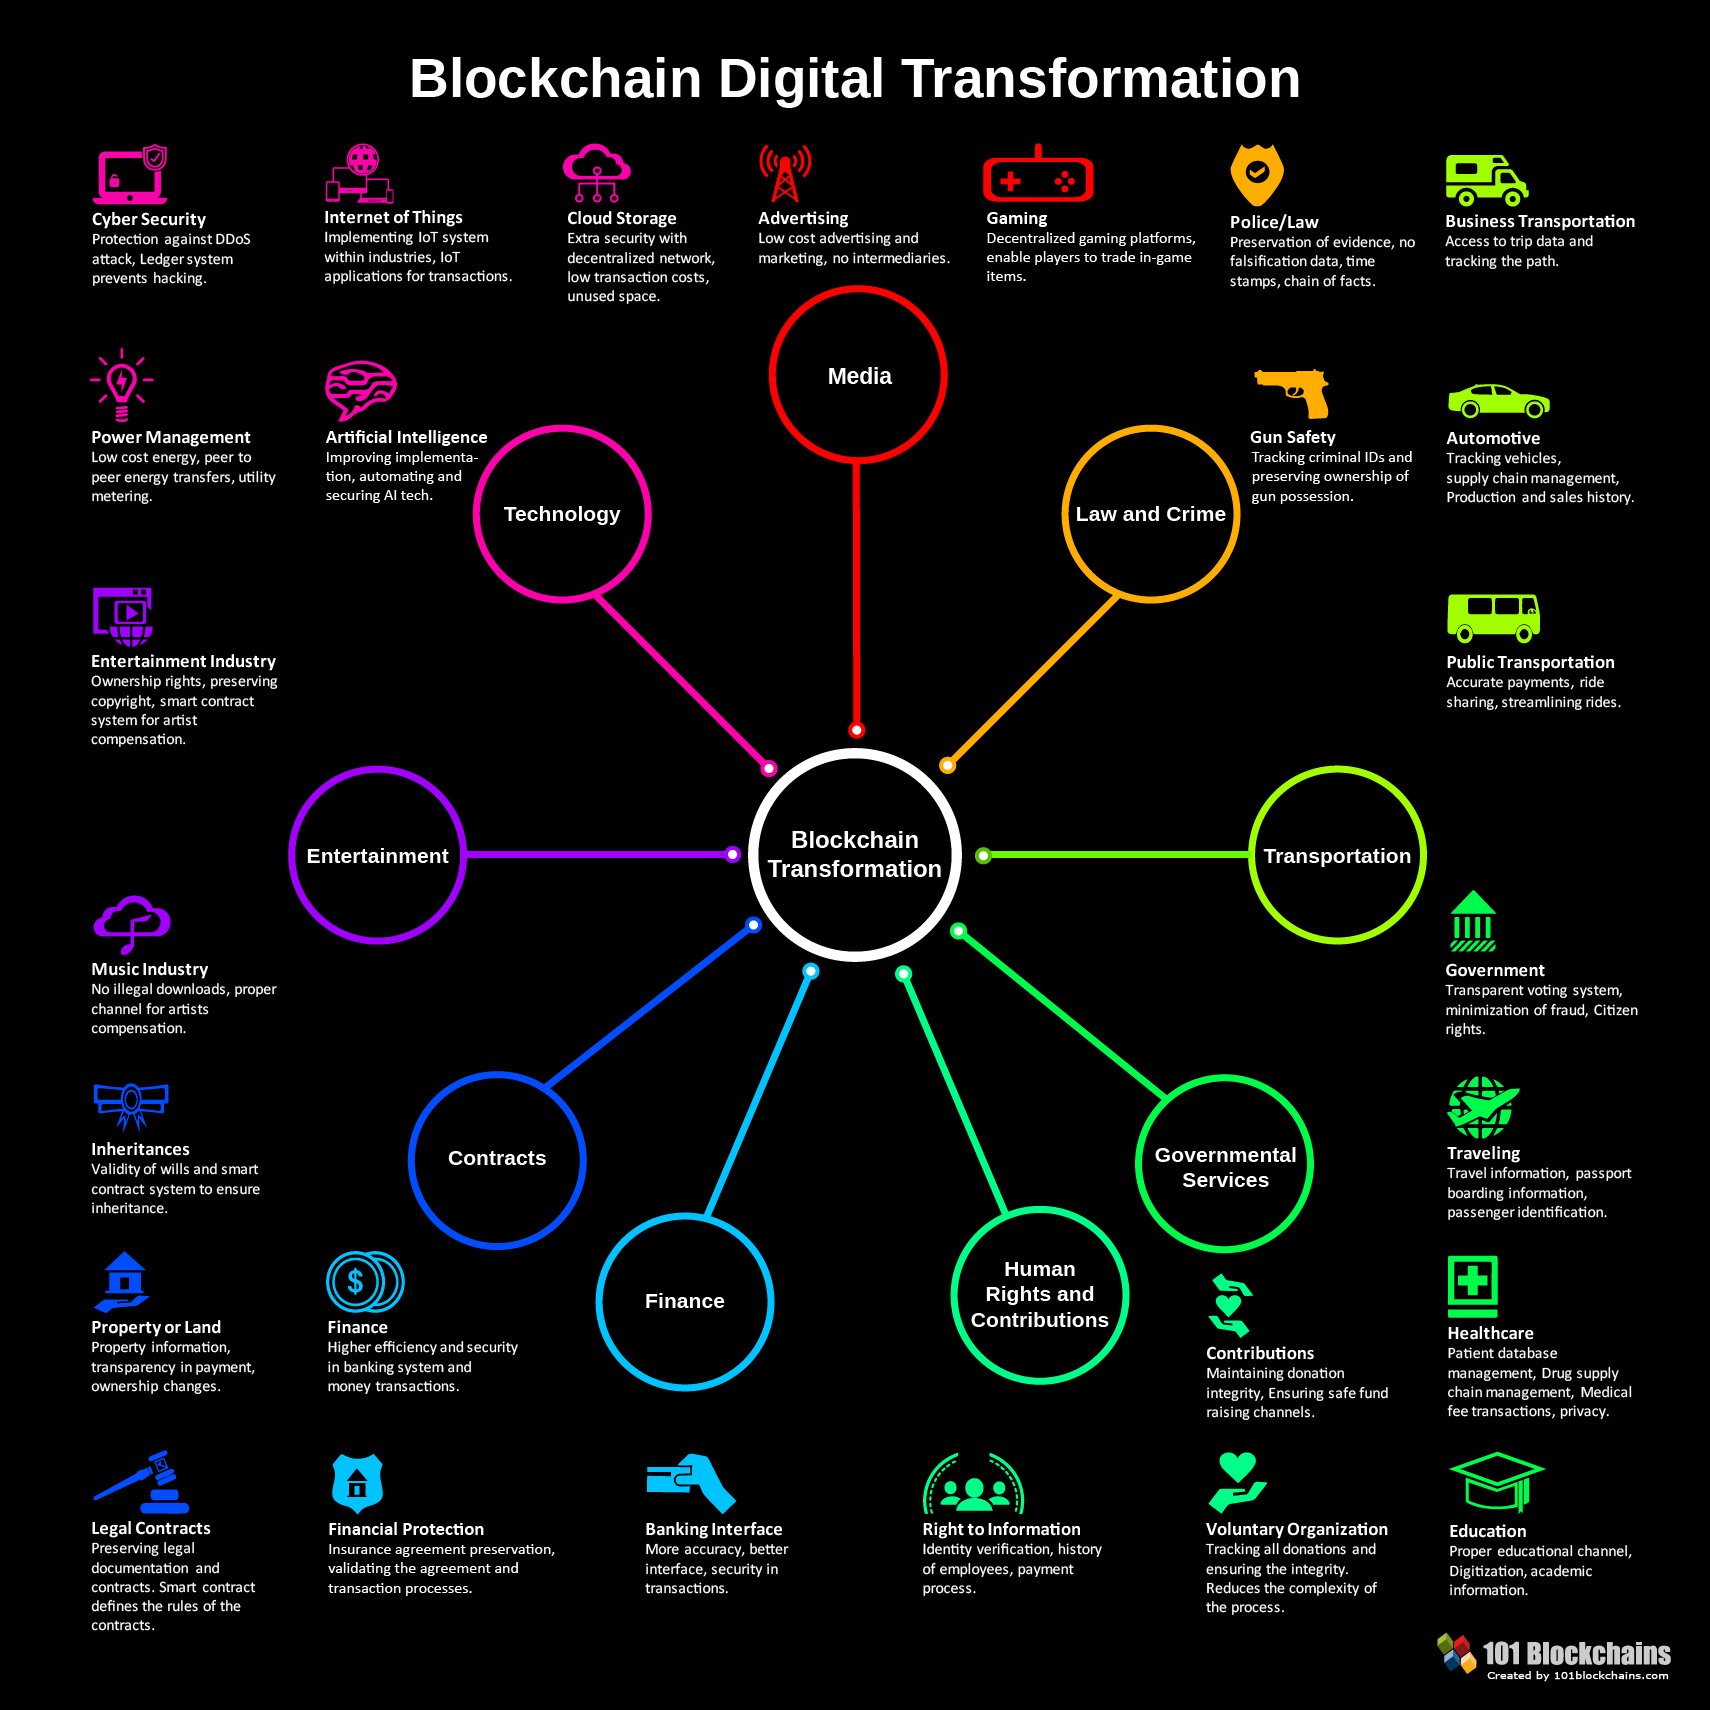 Blockchain Digital Transformation
Cyber Security
Protection against DDoS
attack, Ledger system
prevents hacking.
Internet of Things
Implementing IoT system
within industries, IoT
applications for transactions.
Cloud Storage
Extra security with
decentralized network,
low transaction costs,
unused space.
Advertising
Low cost advertising and
marketing, no intermediaries.
Gaming
Decentralized gaming platforms,
enable players to trade in-game
items.
Police/Law
Preservation of evidence, no
falsification data, time
stamps, chain of facts.
Business Transportation
Access to trip data and
tracking the path.
Power Management
Low cost energy, peer to
peer energy transfers, utility
metering.
Artificial Intelligence
Improving implementa-
tion, automating and
securing AI tech.
Technology
Media
Law and Crime
Gun Safety
Tracking criminal IDs and
preserving ownership of
gun possession.
Automotive
Tracking vehicles,
supply chain management,
Production and sales history.
Entertainment Industry
Ownership rights, preserving
copyright, smart contract
system for artist
compensation.
Public Transportation
Accurate payments, ride
sharing, streamlining rides.
Entertainment
Blockchain
Transformation
Transportation
Music Industry
No illegal downloads, proper
channel for artists
compensation.
Government
Transparent voting system,
minimization of fraud, Citizen
rights.
Inheritances
Validity of wills and smart
contract system to ensure
inheritance.
Contracts
Governmental
Services
Traveling
Travel information, passport
boarding information,
passenger identification.
Property or Land
Property information,
transparency in payment,
ownership changes.
$
Finance
Higher efficiency and security
in banking system and
money transactions.
Finance
Human
Rights and
Contributions
Contributions
Maintaining donation
integrity, Ensuring safe fund
raising channels.
Healthcare
Patient database
management, Drug supply
chain management, Medical
fee transactions, privacy.
Legal Contracts
Preserving legal
documentation and
contracts. Smart contract
defines the rules of the
contracts.
Financial Protection
Insurance agreement preservation,
validating the agreement and
transaction processes.
Banking Interface
More accuracy, better
interface, security in
transactions.
Right to Information
Identity verification, history
of employees, payment
process.
Voluntary Organization
Tracking all donations and
ensuring the integrity.
Reduces the complexity of
the process.
Education
Proper educational channel,
Digitization, academic
information.
101 Blockchains
Created by 101blockchains.com